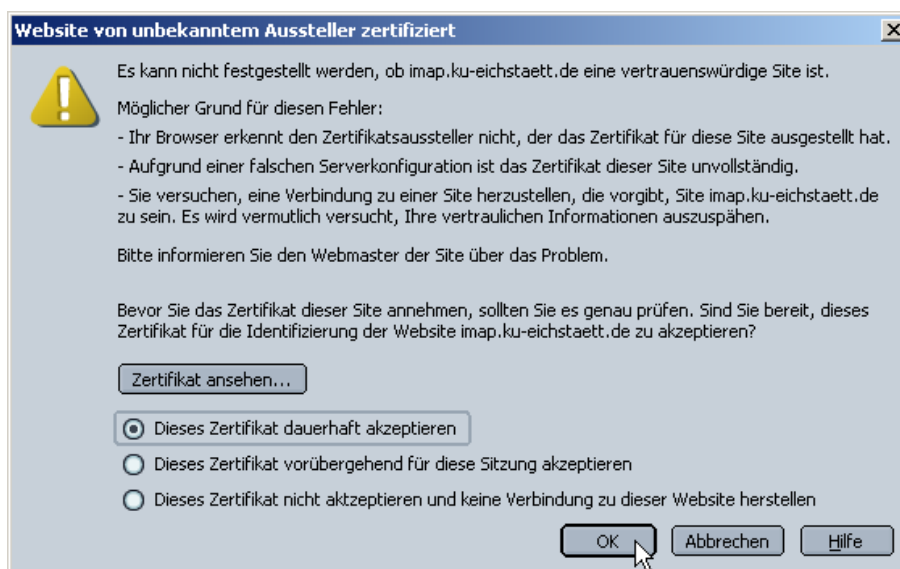 Website von unbekanntem Aussteller zertifiziert
Es kann nicht festgestellt werden, ob imap.ku-eichstaett.de eine vertrauenswürdige Site ist.
Möglicher Grund für diesen Fehler:
- Ihr Browser erkennt den Zertifikatsaussteller nicht, der das Zertifikat für diese Site ausgestellt hat.
- Aufgrund einer falschen Serverkonfiguration ist das Zertifikat dieser Site unvollständig.
- Sie versuchen, eine Verbindung zu einer Site herzustellen, die vorgibt, Site imap.ku-eichstaett.de
zu sein. Es wird vermutlich versucht, Ihre vertraulichen Informationen auszuspähen.
Bitte informieren Sie den Webmaster der Site über das Problem.
Bevor Sie das Zertifikat dieser Site annehmen, sollten Sie es genau prüfen. Sind Sie bereit, dieses
Zertifikat für die Identifizierung der Website imap.ku-eichstaett.de zu akzeptieren?
Zertifikat ansehen...
Dieses Zertifikat dauerhaft akzeptieren
Dieses Zertifikat vorübergehend für diese Sitzung akzeptieren
Dieses Zertifikat nicht aktzeptieren und keine Verbindung zu dieser Website herstellen
OK Abbrechen Hilfe